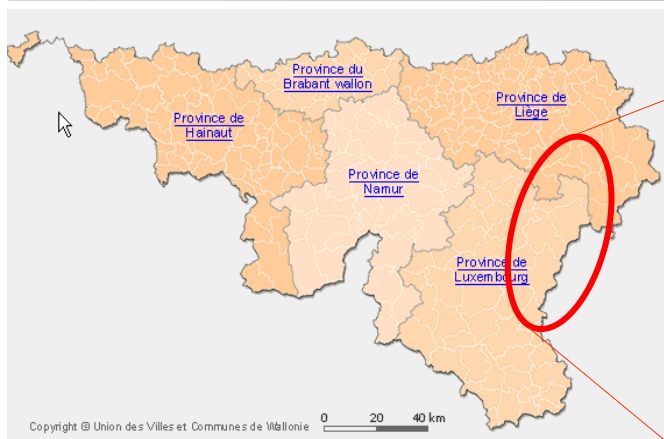 Province du
Brabant wallon
Province de
Liège
Province de
Hainaut
Province de
Namur
Province de
Luxembourg
Copyright © Union des Villes et Communes de Wallonie
0 20 40 km